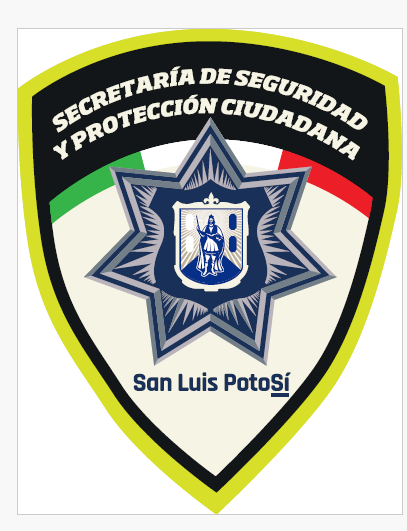 SECRETARÍA DE SEGURIDAD
Y PROTECCIÓN CIUDADANA
San Luis PotoSí